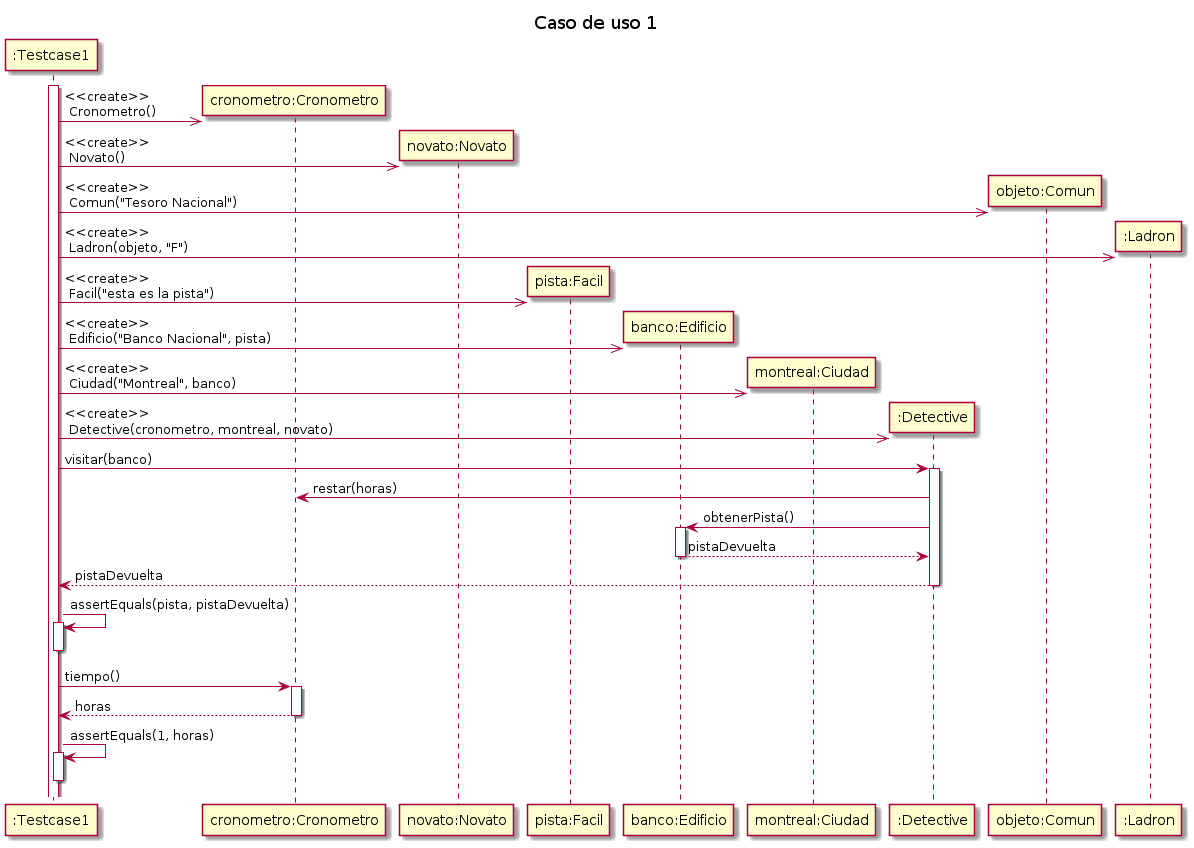 Caso de uso 1
:Testcase1
<<create>>
Cronometro()
cronometro:Cronometro
<<create>>
Novato()
novato:Novato
<<create>>
Comun("Tesoro Nacional")
objeto:Comun
<<create>>
Ladron(objeto, "F")
:Ladron
<<create>>
Facil("esta es la pista")
pista:Facil
<<create>>
Edificio("Banco Nacional", pista)
banco:Edificio
<<create>>
Ciudad("Montreal", banco)
montreal:Ciudad
<<create>>
Detective(cronometro, montreal, novato)
:Detective
visitar(banco)
restar(horas)
obtenerPista()
pistaDevuelta
pistaDevuelta
assertEquals(pista, pistaDevuelta)
tiempo()
horas
assertEquals(1, horas)
:Testcase1 cronometro:Cronometro novato:Novato pista:Facil banco:Edificio montreal:Ciudad :Detective objeto:Comun :Ladron